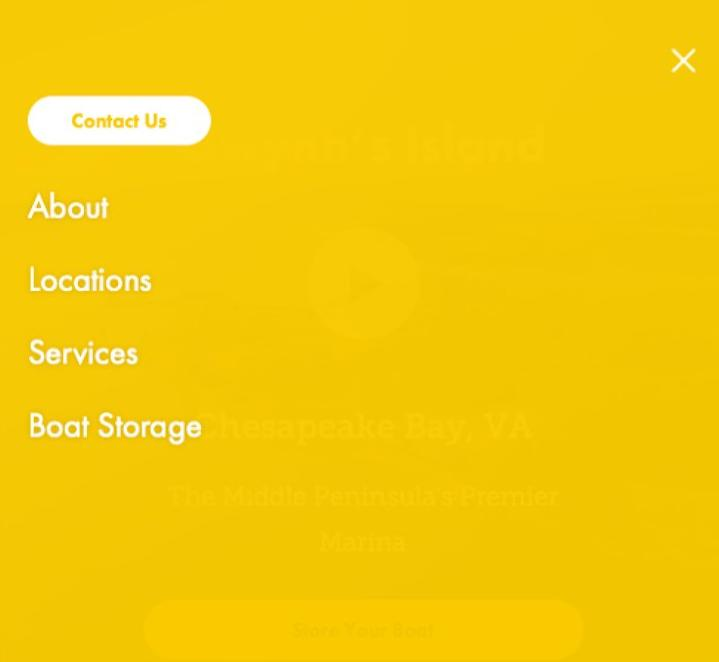 Contact Us
About
Locations
Services
Boat Storage
Island
Chesapeake Bay, VA
The Middle Peninsula's Premier
Marina
Store Your Boat